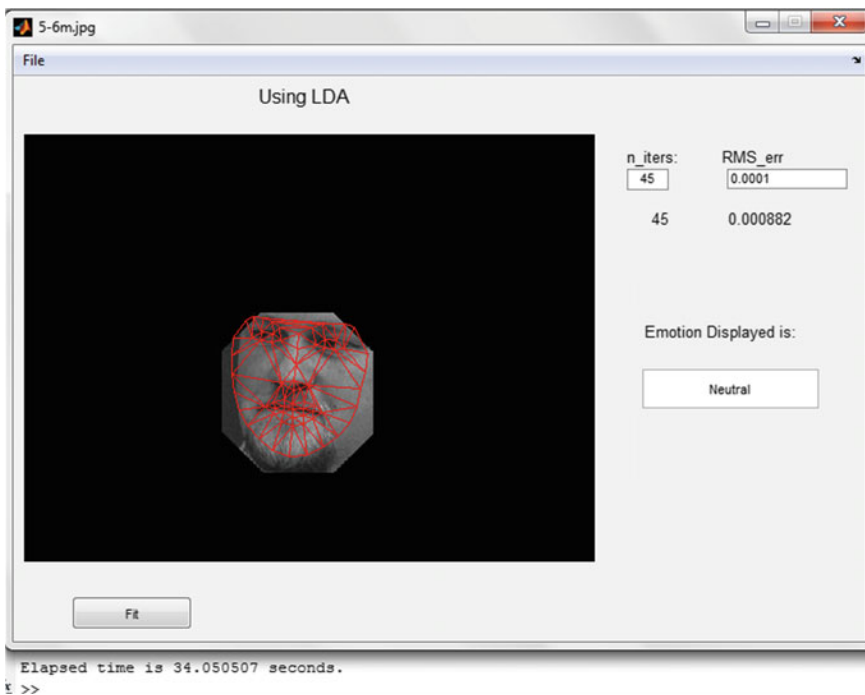 5-6m.jpg
File
Using LDA
n_iters: RMS_err
45 0.0001
45 0.000882
Emotion Displayed is:
Neutral
Fit
Elapsed time is 34.050507 seconds.
>>